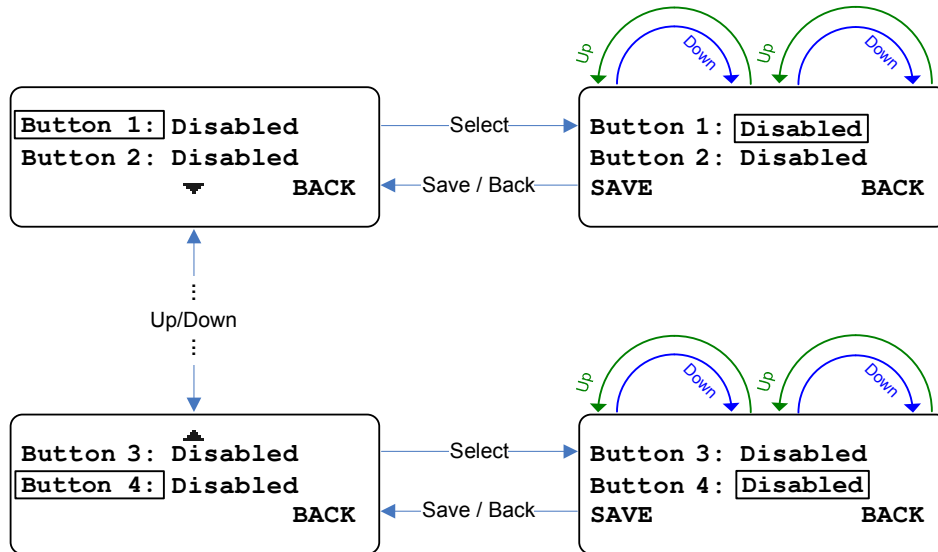 Up Down Up Down
Button 1: Disabled
Button 2: Disabled
BACK
Select
Save / Back
Button 1: Disabled
Button 2: Disabled
SAVE BACK
Up/Down
Up Down Up Down
Button 3: Disabled
Button 4: Disabled
BACK
Select
Save / Back
Button 3: Disabled
Button 4: Disabled
SAVE BACK